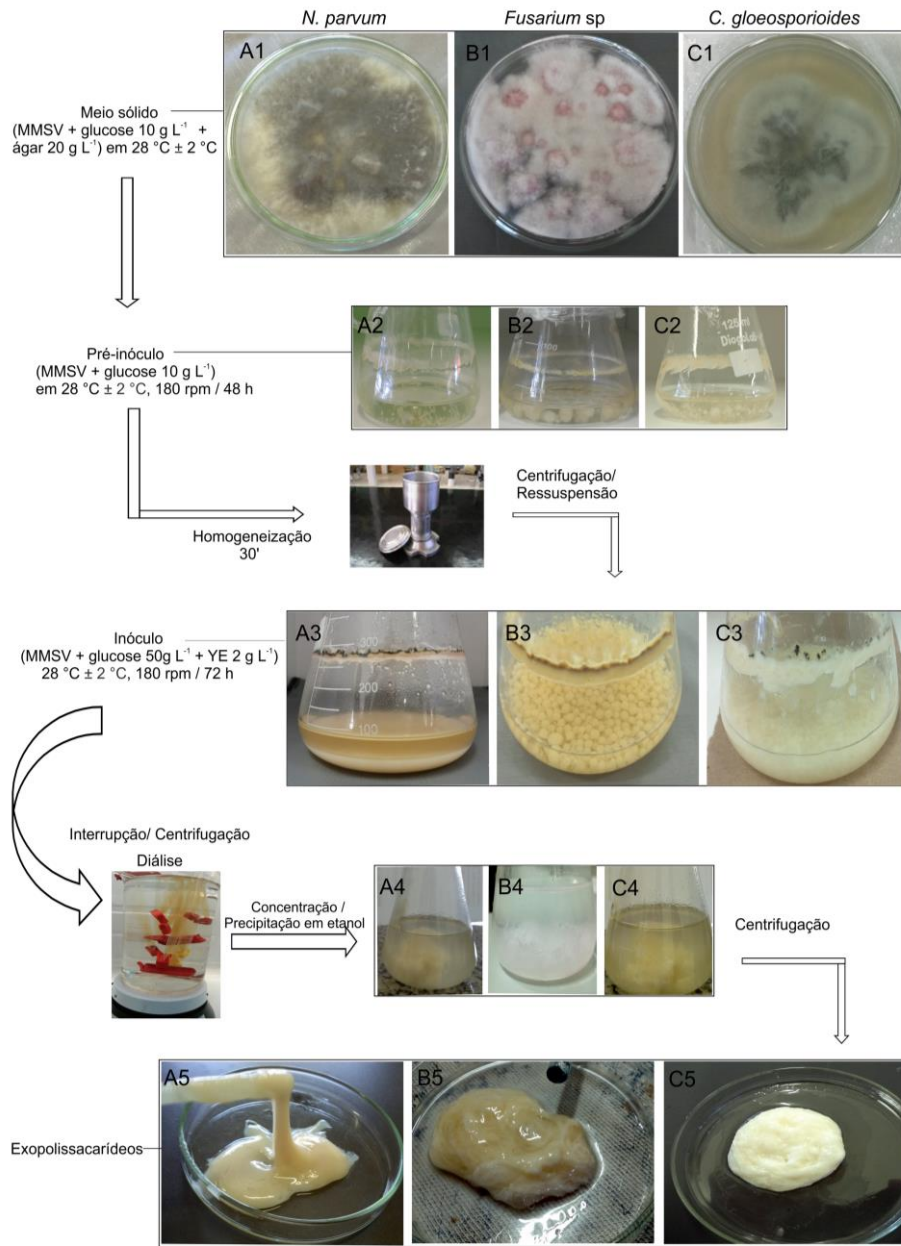 N. parvum
Fusarium sp
C. gloeosporioides
A1
B1
C1
Meio sólido
(MMSV + glucose 10 g L⁻¹ +
ágar 20 g L⁻¹) em 28 °C ± 2 °C
A2
B2
C2
125ml
Pré-inóculo
(MMSV + glucose 10 g L⁻¹)
em 28 °C ± 2 °C, 180 rpm / 48 h
Homogeneização
30'
Centrifugação/
Ressuspensão
A3
B3
C3
200
100
Inóculo
(MMSV + glucose 50g L⁻¹ + YE 2 g L⁻¹)
28 °C ± 2 °C, 180 rpm / 72 h
Interrupção/ Centrifugação
Diálise
Concentração /
Precipitação em etanol
A4
B4
C4
Centrifugação
A5
B5
C5
Exopolissacarídeos